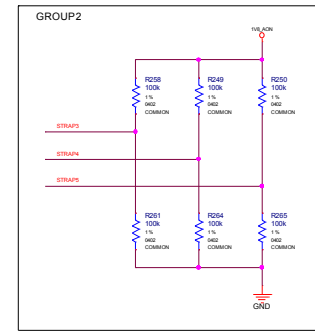 GROUP2
1V8_AON
R258
100k
1 %
0402
COMMON
R249
100k
1 %
0402
COMMON
R250
100k
1 %
0402
COMMON
STRAP3
STRAP4
STRAP5
R261
100k
1 %
0402
COMMON
R264
100k
1 %
0402
COMMON
R265
100k
1 %
0402
COMMON
GND